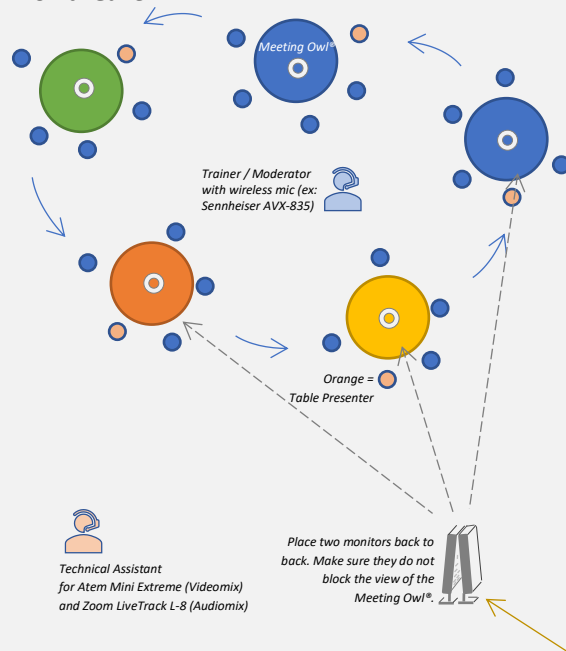 Meeting Owl®
Trainer / Moderator
with wireless mic (ex:
Sennheiser AVX-835)
Orange =
Table Presenter
Place two monitors back to
back. Make sure they do not
block the view of the
Meeting Owl®.
Technical Assistant
for Atem Mini Extreme (Videomix)
and Zoom LiveTrack L-8 (Audiomix)